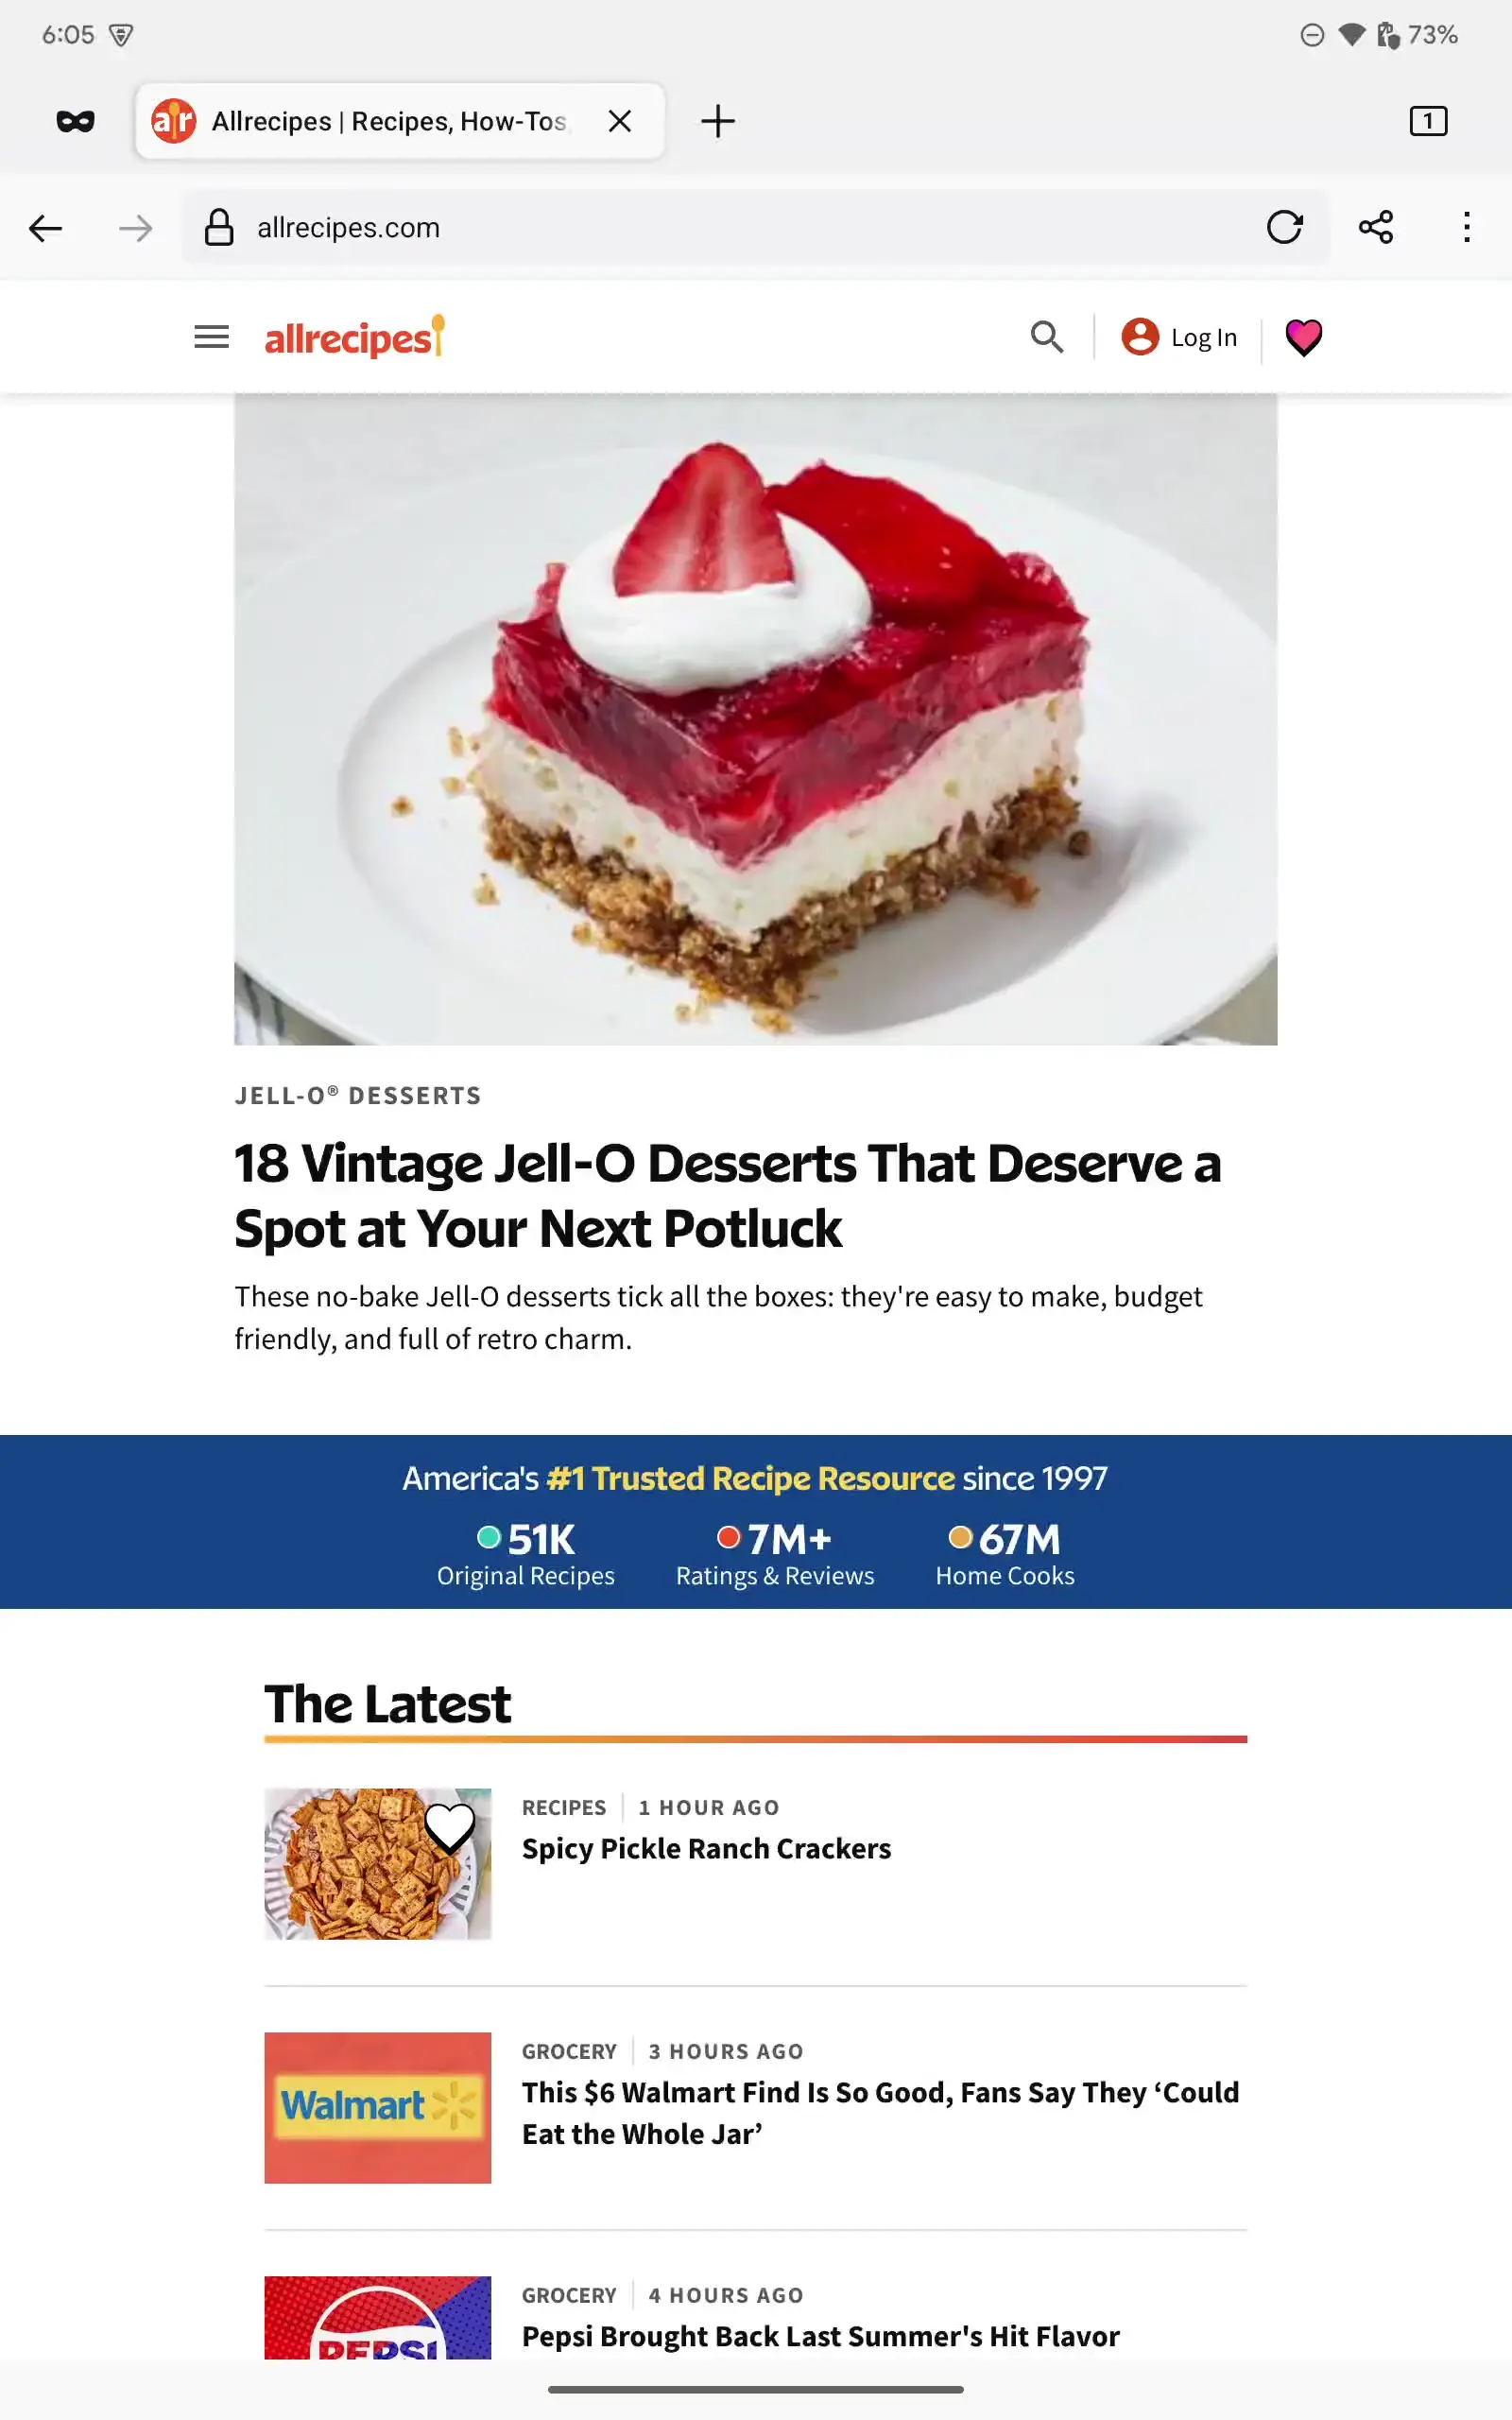 6:05
73%
ar Allrecipes | Recipes, How-Tos
1
allrecipes.com
allrecipes
Log In
JELL-O® DESSERTS
18 Vintage Jell-O Desserts That Deserve a
Spot at Your Next Potluck
These no-bake Jell-O desserts tick all the boxes: they're easy to make, budget
friendly, and full of retro charm.
America's #1 Trusted Recipe Resource since 1997
51K
7M+
67M
Original Recipes
Ratings & Reviews
Home Cooks
The Latest
RECIPES
1 HOUR AGO
Spicy Pickle Ranch Crackers
Walmart
GROCERY
3 HOURS AGO
This $6 Walmart Find Is So Good, Fans Say They ‘Could
Eat the Whole Jar’
PEPSI
GROCERY
4 HOURS AGO
Pepsi Brought Back Last Summer's Hit Flavor